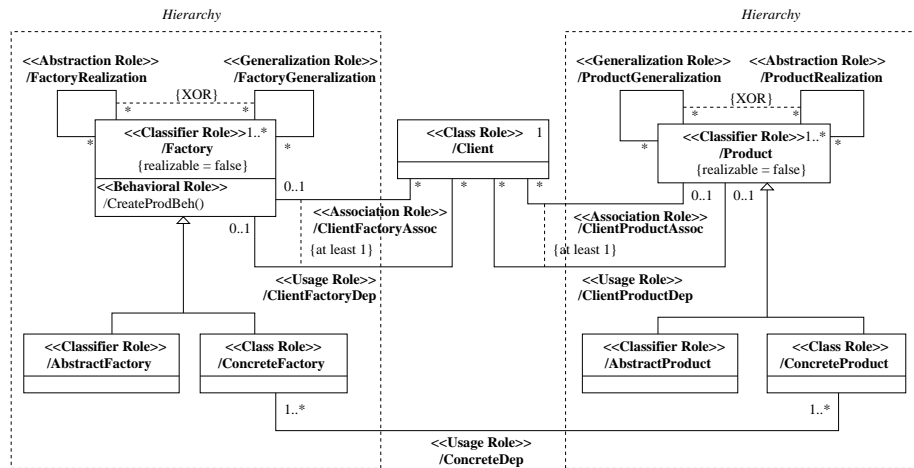 Hierarchy
Hierarchy
<<Abstraction Role>>
/FactoryRealization
<<Generalization Role>>
/FactoryGeneralization
<<Generalization Role>>
/ProductGeneralization
<<Abstraction Role>>
/ProductRealization
{XOR}
{XOR}
*
*
*
*
*
*
*
*
<<Classifier Role>>
1..*
/Factory
{realizable = false}
<<Behavioral Role>>
/CreateProdBeh()
<<Class Role>>
1
/Client
<<Classifier Role>>
1..*
/Product
{realizable = false}
0..1
*
*
*
*
0..1
0..1
0..1
<<Association Role>>
/ClientFactoryAssoc
{at least 1}
<<Association Role>>
/ClientProductAssoc
{at least 1}
<<Usage Role>>
/ClientFactoryDep
<<Usage Role>>
/ClientProductDep
<<Classifier Role>>
/AbstractFactory
<<Class Role>>
/ConcreteFactory
<<Classifier Role>>
/AbstractProduct
<<Class Role>>
/ConcreteProduct
1..*
1..*
<<Usage Role>>
/ConcreteDep